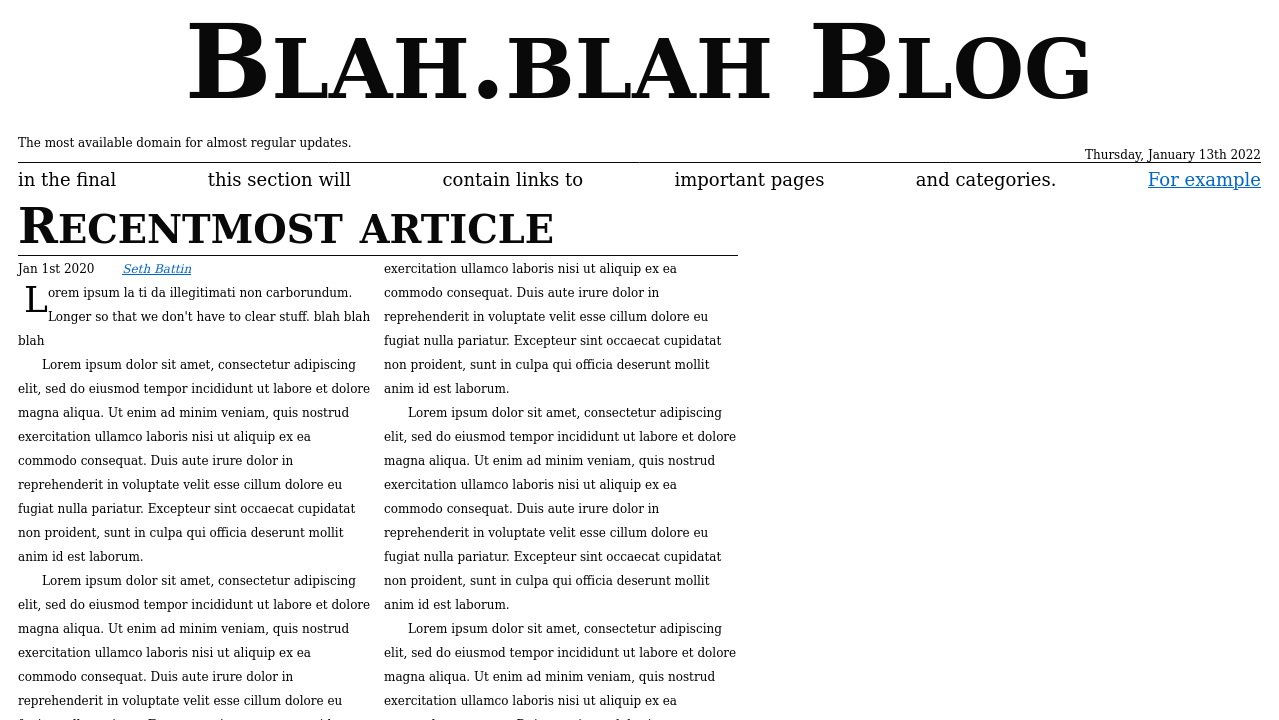 Blah.blah Blog
The most available domain for almost regular updates.
Thursday, January 13th 2022
in the final this section will contain links to important pages and categories. For example
Recentmost article
Jan 1st 2020 Seth Battin
Lorem ipsum la ti da illegitimati non carborundum.
Longer so that we don't have to clear stuff. blah blah
blah
Lorem ipsum dolor sit amet, consectetur adipiscing
elit, sed do eiusmod tempor incididunt ut labore et dolore
magna aliqua. Ut enim ad minim veniam, quis nostrud
exercitation ullamco laboris nisi ut aliquip ex ea
commodo consequat. Duis aute irure dolor in
reprehenderit in voluptate velit esse cillum dolore eu
fugiat nulla pariatur. Excepteur sint occaecat cupidatat
non proident, sunt in culpa qui officia deserunt mollit
anim id est laborum.
Lorem ipsum dolor sit amet, consectetur adipiscing
elit, sed do eiusmod tempor incididunt ut labore et dolore
magna aliqua. Ut enim ad minim veniam, quis nostrud
exercitation ullamco laboris nisi ut aliquip ex ea
commodo consequat. Duis aute irure dolor in
reprehenderit in voluptate velit esse cillum dolore eu
exercitation ullamco laboris nisi ut aliquip ex ea
commodo consequat. Duis aute irure dolor in
reprehenderit in voluptate velit esse cillum dolore eu
fugiat nulla pariatur. Excepteur sint occaecat cupidatat
non proident, sunt in culpa qui officia deserunt mollit
anim id est laborum.
Lorem ipsum dolor sit amet, consectetur adipiscing
elit, sed do eiusmod tempor incididunt ut labore et dolore
magna aliqua. Ut enim ad minim veniam, quis nostrud
exercitation ullamco laboris nisi ut aliquip ex ea
commodo consequat. Duis aute irure dolor in
reprehenderit in voluptate velit esse cillum dolore eu
fugiat nulla pariatur. Excepteur sint occaecat cupidatat
non proident, sunt in culpa qui officia deserunt mollit
anim id est laborum.
Lorem ipsum dolor sit amet, consectetur adipiscing
elit, sed do eiusmod tempor incididunt ut labore et dolore
magna aliqua. Ut enim ad minim veniam, quis nostrud
exercitation ullamco laboris nisi ut aliquip ex ea